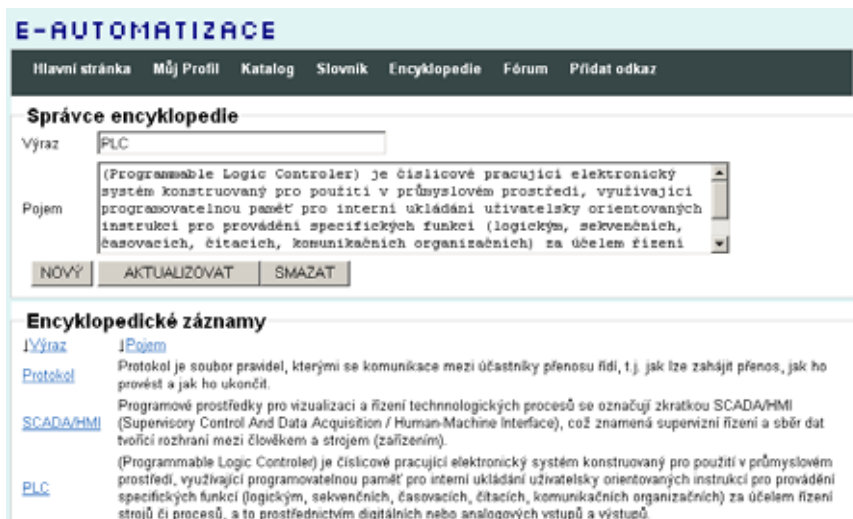 E-AUTOMATIZACE
Hlavní stránka Můj Profil Katalog Slovník Encyklopedie Fórum Přidat odkaz
Správce encyklopedie
Výraz PLC
Pojem
(Programmable Logic Controler) je číslicové pracující elektronický
systém konstruovaný pro použití v průmyslovém prostředí, využívající
programovatelnou paměť pro interní ukládání uživatelsky orientovaných
instrukcí pro provádění specifických funkcí (logickým, sekvenčních,
časovacích, čítacích, komunikačních organizačních) za účelem řízení
NOVÝ AKTUALIZOVAT SMAZAT
Encyklopedické záznamy
↓Výraz ↓Pojem
Protokol
Protokol je soubor pravidel, kterými se komunikace mezi účastníky přenosu řídí, t.j. jak lze zahájit přenos, jak ho
provést a jak ho ukončit.
SCADA/HMI
Programové prostředky pro vizualizaci a řízení technnologických procesů se označují zkratkou SCADA/HMI
(Supervisory Control And Data Acquisition / Human-Machine Interface), což znamená supervizní řízení a sběr dat
tvořící rozhraní mezi člověkem a strojem (zařízením).
PLC
(Programmable Logic Controler) je číslicové pracující elektronický systém konstruovaný pro použití v průmyslovém
prostředí, využívající programovatelnou paměť pro interní ukládání uživatelsky orientovaných instrukcí pro provádění
specifických funkcí (logickým, sekvenčních, časovacích, čítacích, komunikačních organizačních) za účelem řízení
strojů či procesů, a to prostřednictvím digitálních nebo analogových vstupů a výstupů.